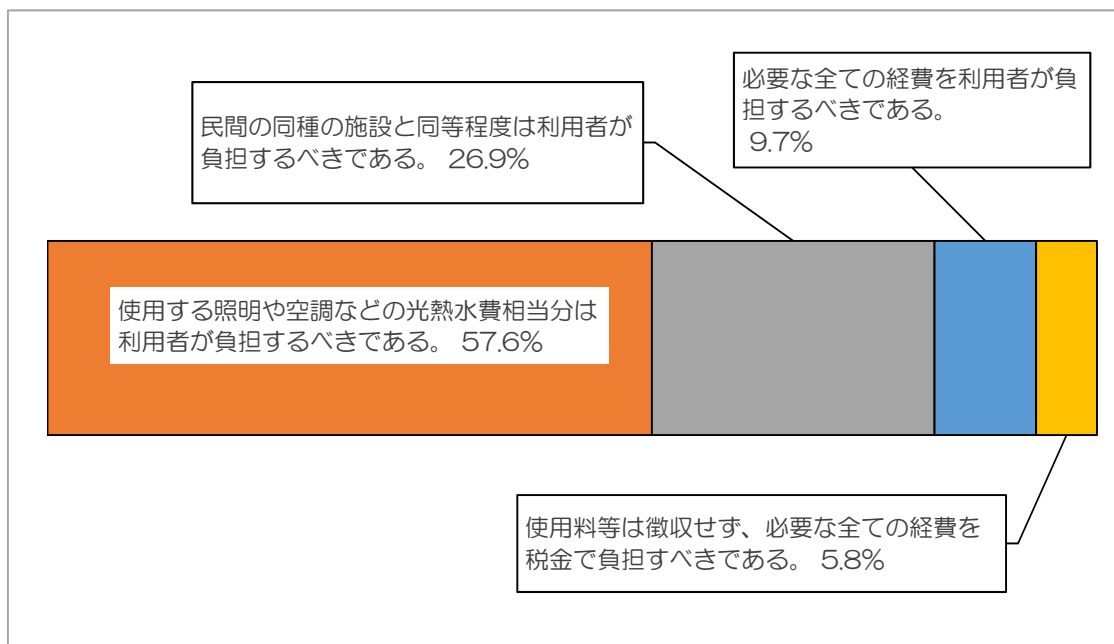 必要な全ての経費を利用者が負
担するべきである。
9.7%
民間の同種の施設と同等程度は利用者が
負担するべきである。 26.9%
使用する照明や空調などの光熱水費相当分は
利用者が負担するべきである。 57.6%
使用料等は徴収せず、必要な全ての経費を
税金で負担すべきである。 5.8%